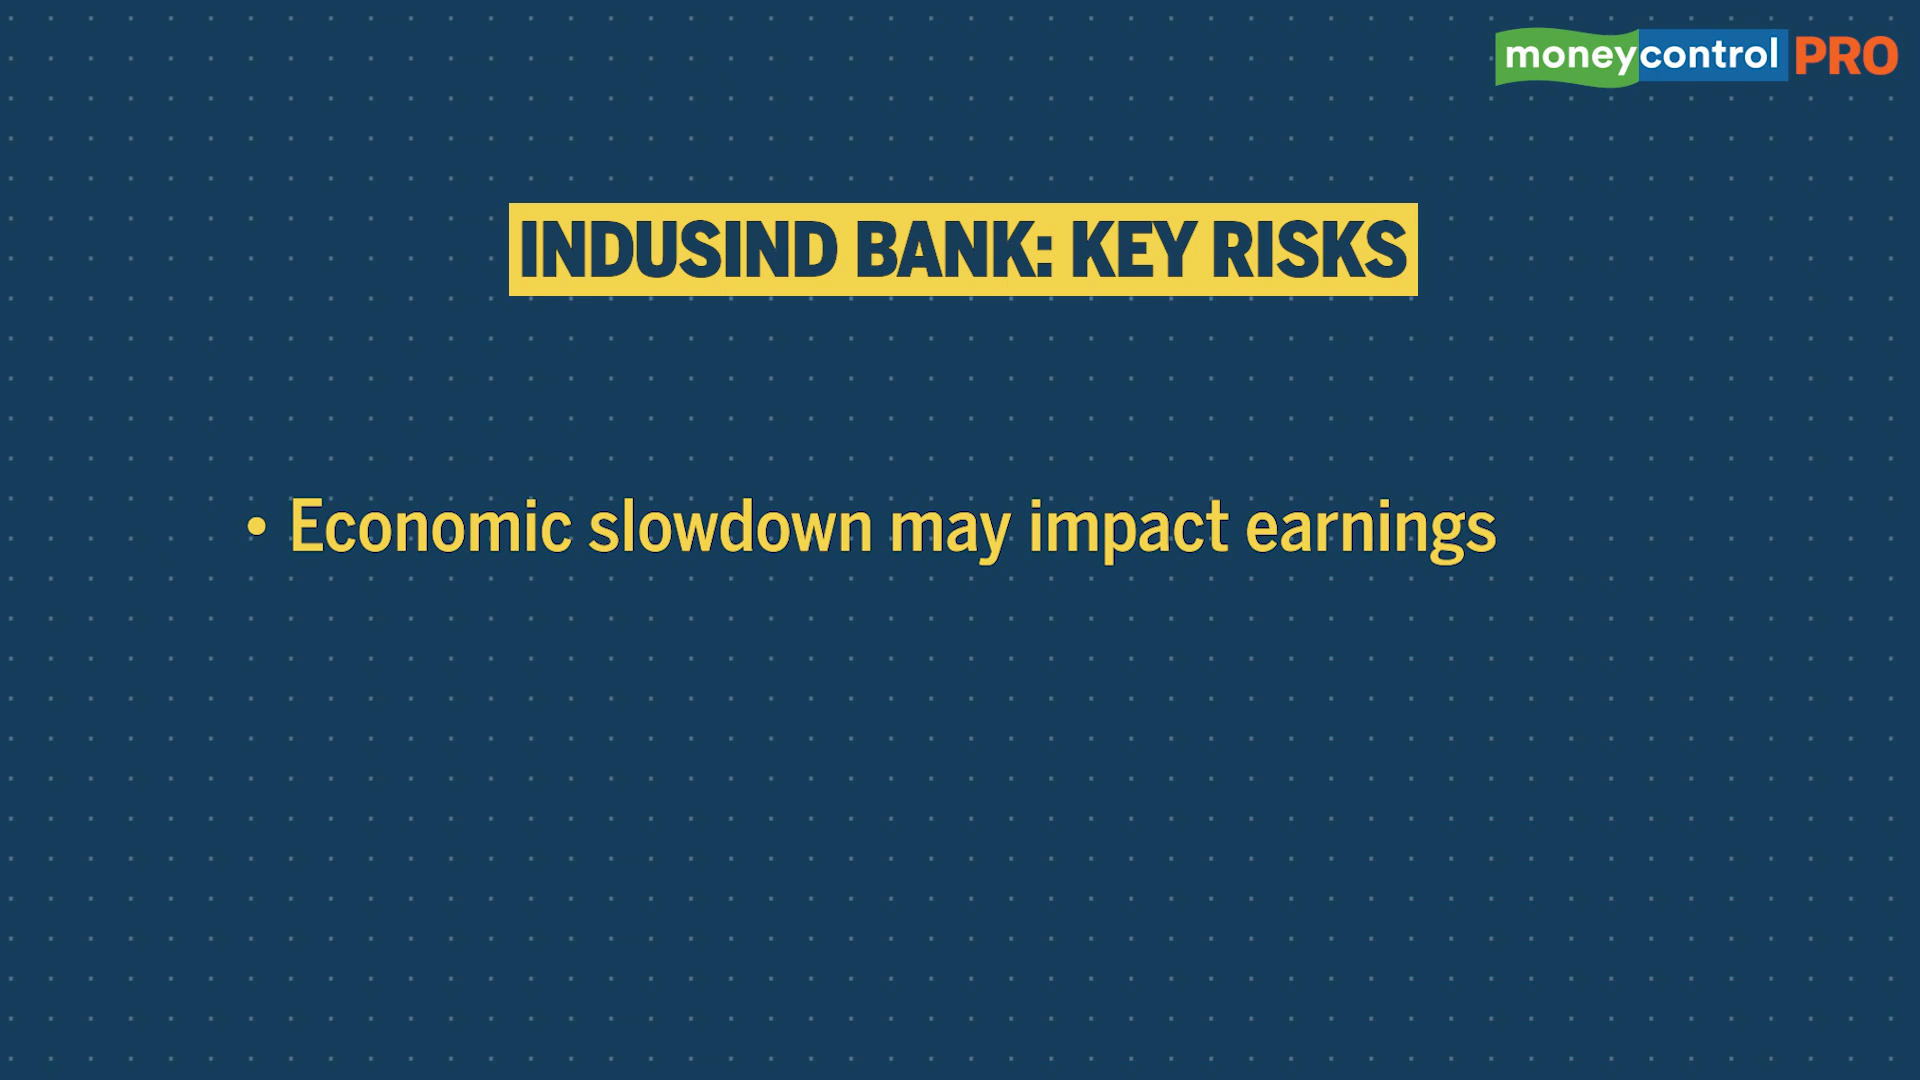 moneycontrol PRO
INDUSIND BANK: KEY RISKS
• Economic slowdown may impact earnings